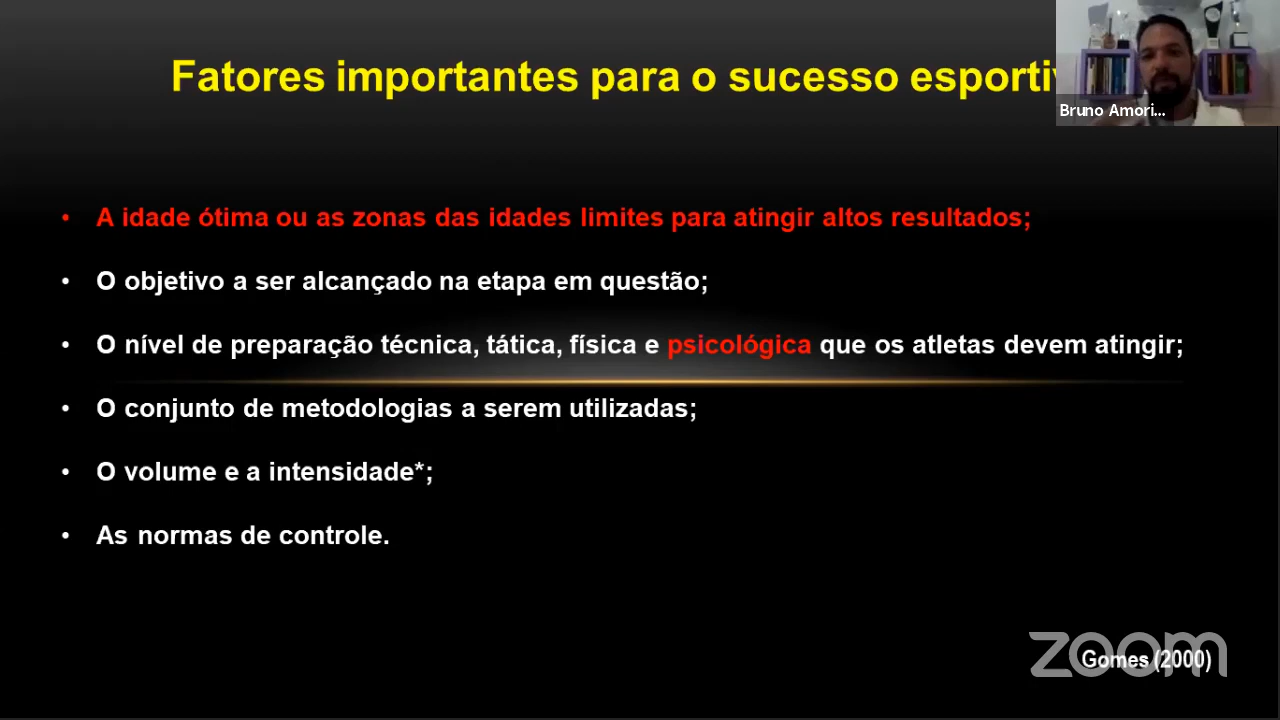 Fatores importantes para o sucesso esportiv
Bruno Amori...
• A idade ótima ou as zonas das idades limites para atingir altos resultados;
• O objetivo a ser alcançado na etapa em questão;
• O nível de preparação técnica, tática, física e psicológica que os atletas devem atingir;
• O conjunto de metodologias a serem utilizadas;
• O volume e a intensidade*;
• As normas de controle.
zoom
Gomes (2000)